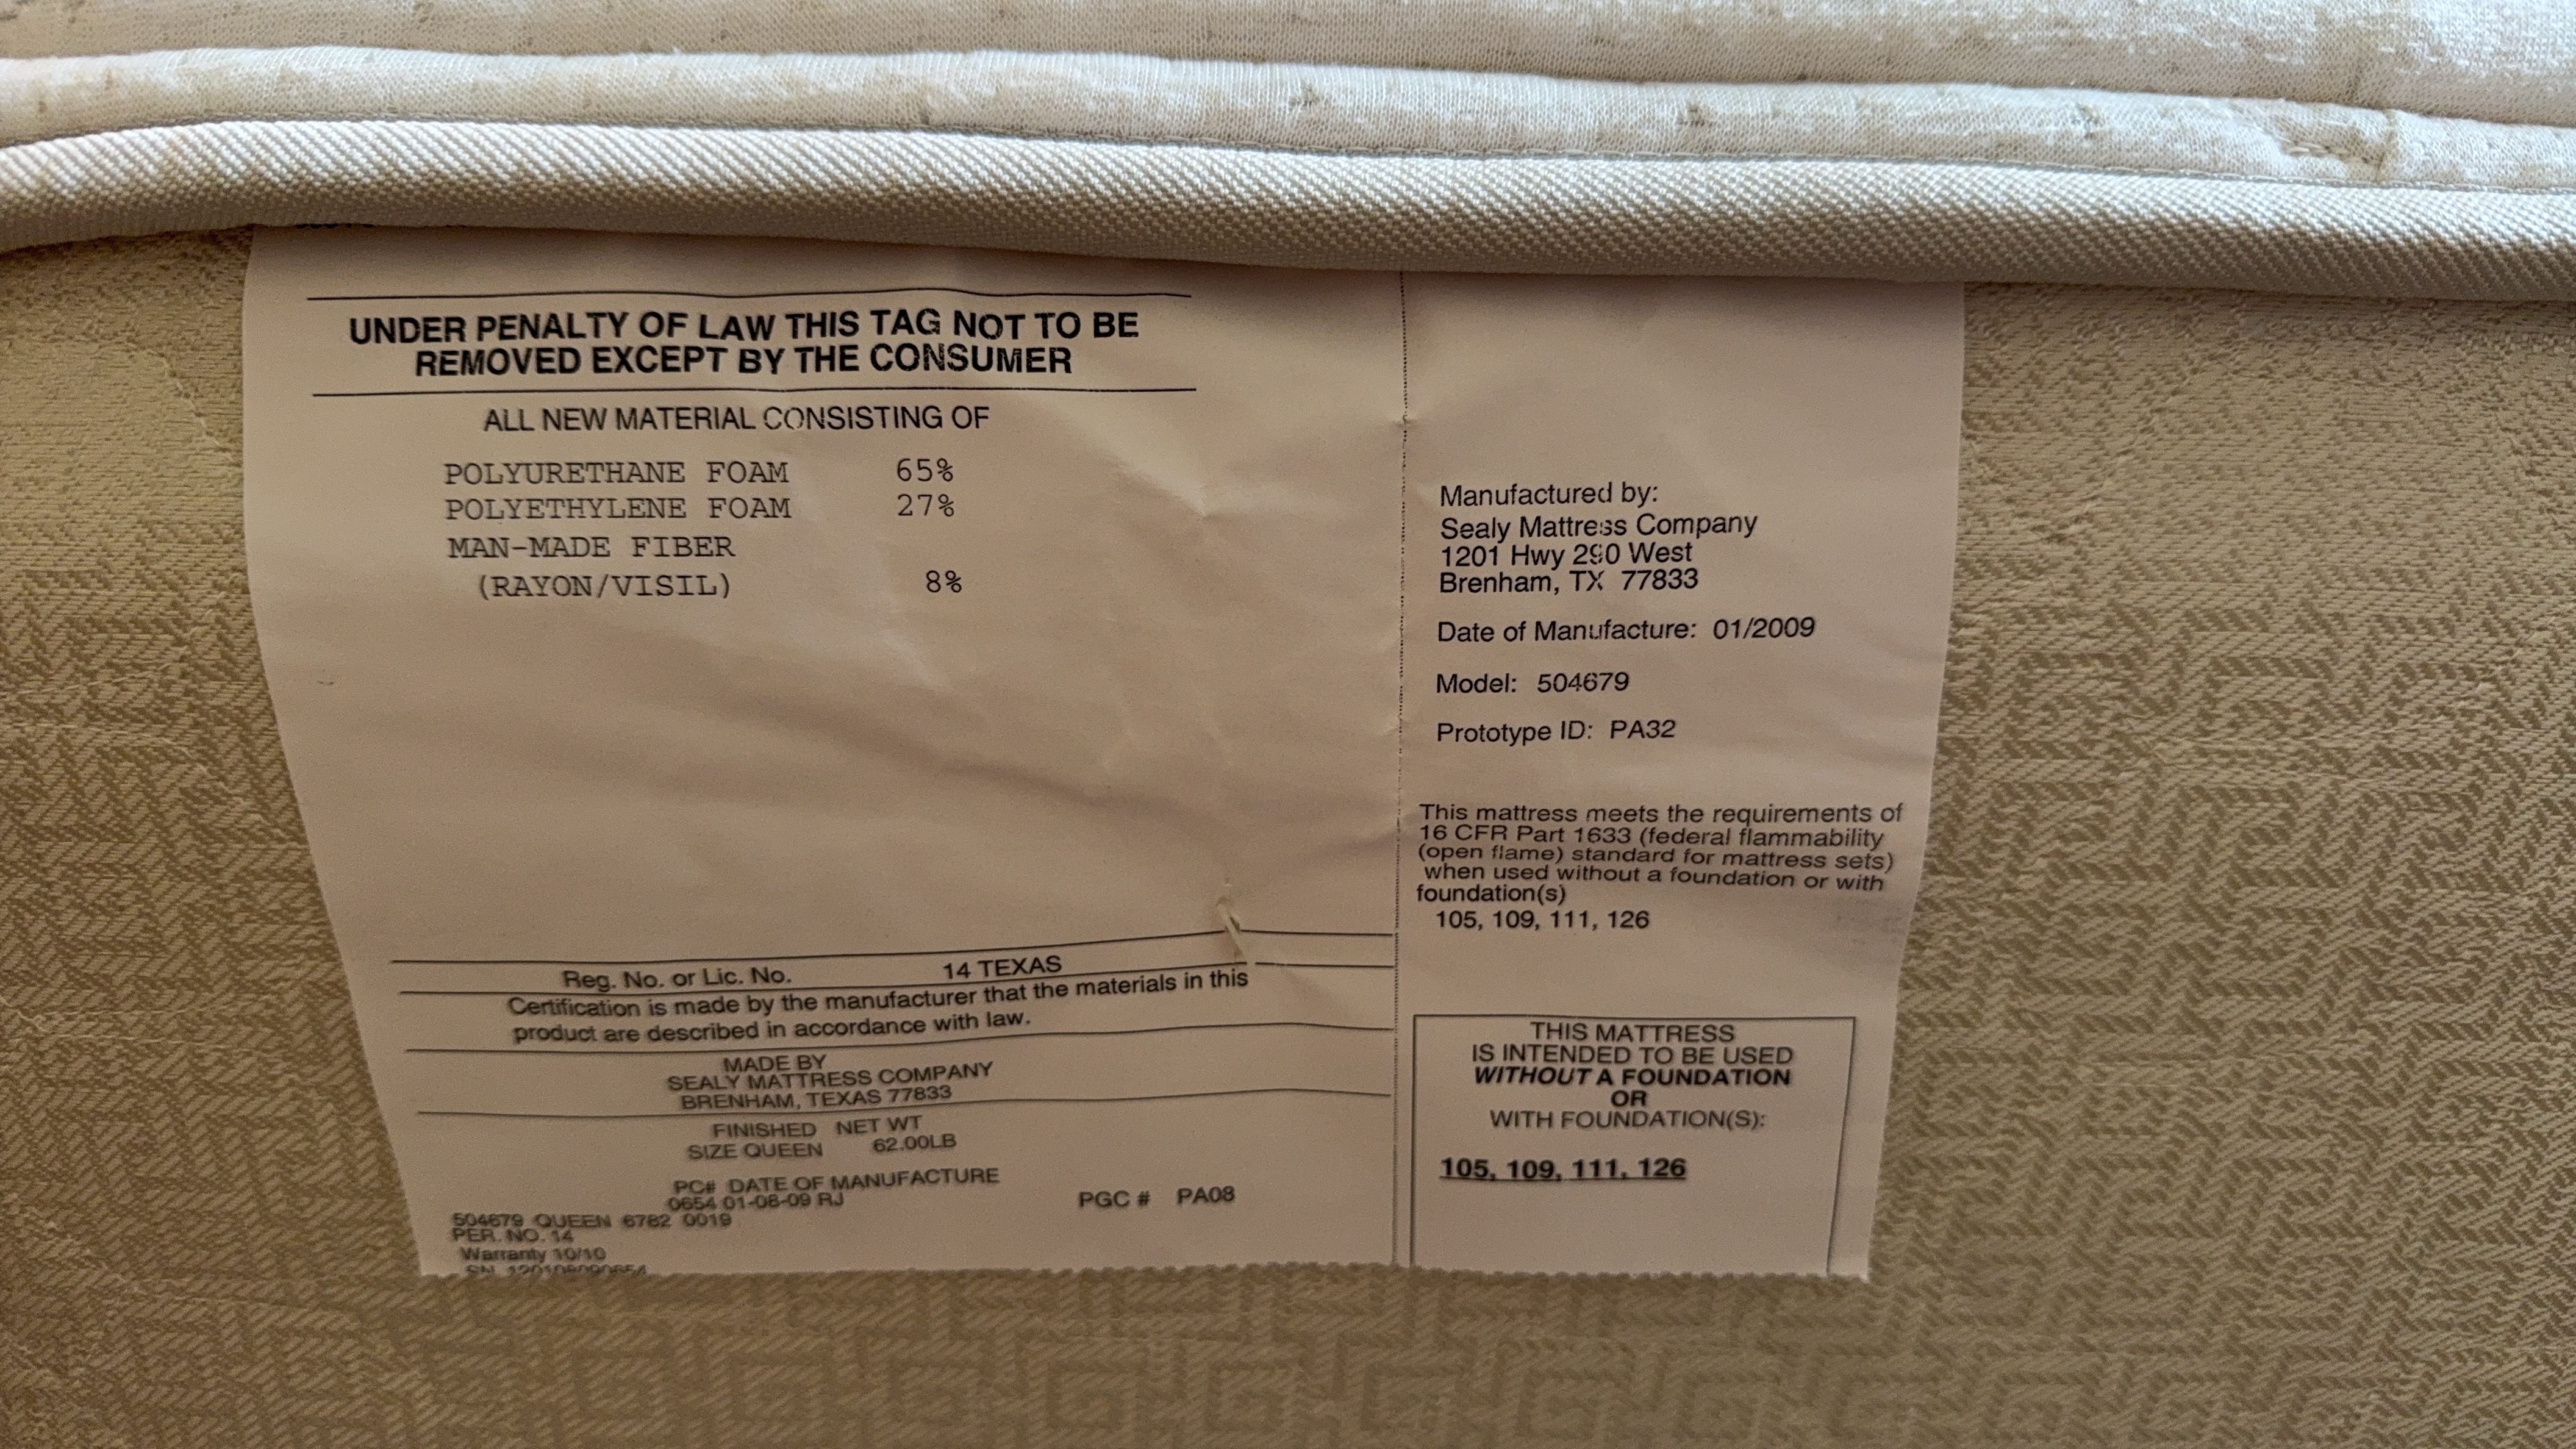 UNDER PENALTY OF LAW THIS TAG NOT TO BE
REMOVED EXCEPT BY THE CONSUMER
ALL NEW MATERIAL CONSISTING OF
POLYURETHANE FOAM 65%
POLYETHYLENE FOAM 27%
MAN-MADE FIBER
(RAYON/VISIL) 8%
Reg. No. or Lic. No. 14 TEXAS
Certification is made by the manufacturer that the materials in this
product are described in accordance with law.
MADE BY
SEALY MATTRESS COMPANY
BRENHAM, TEXAS 77833
FINISHED NET WT
SIZE QUEEN 62.00LB
PC# DATE OF MANUFACTURE
0654 01-08-09 RJ
PGC # PA08
504679 QUEEN 6782 0019
PER. NO. 14
Warranty 10/10
SN
Manufactured by:
Sealy Mattress Company
1201 Hwy 290 West
Brenham, TX 77833
Date of Manufacture: 01/2009
Model: 504679
Prototype ID: PA32
This mattress meets the requirements of
16 CFR Part 1633 (federal flammability
(open flame) standard for mattress sets)
when used without a foundation or with
foundation(s)
105, 109, 111, 126
THIS MATTRESS
IS INTENDED TO BE USED
WITHOUT A FOUNDATION
OR
WITH FOUNDATION(S):
105, 109, 111, 126